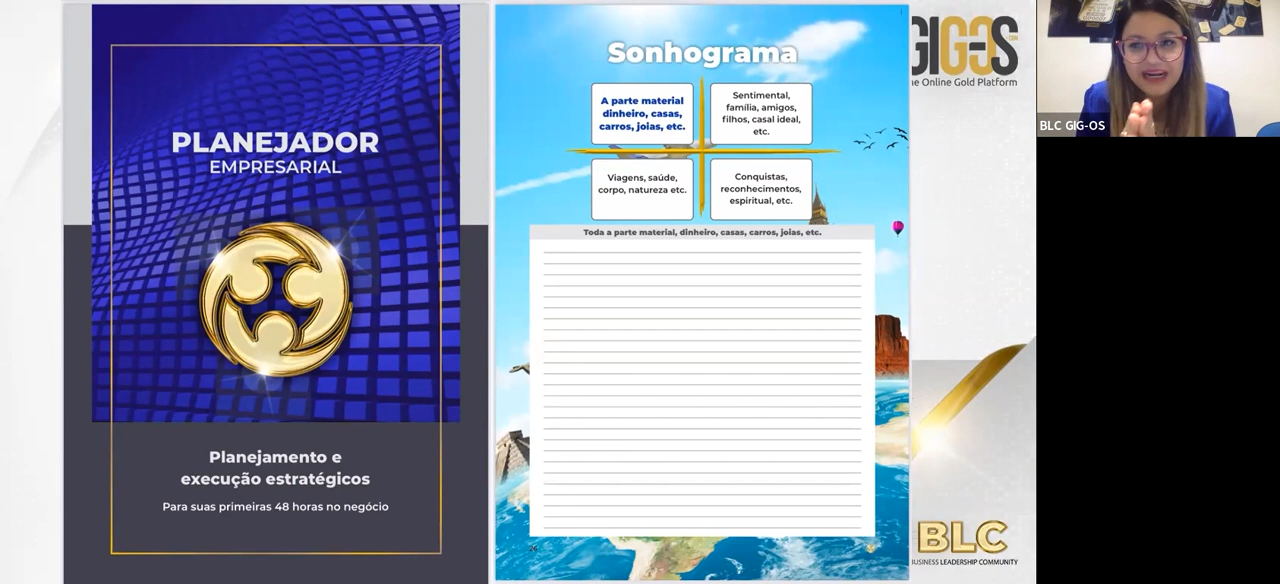 PLANEJADOR
EMPRESARIAL
Planejamento e
execução estratégicos
Para suas primeiras 48 horas no negócio
Sonhograma
A parte material
dinheiro, casas,
carros, joias, etc.
Sentimental,
família, amigos,
filhos, casal ideal,
etc.
Viagens, saúde,
corpo, natureza etc.
Conquistas,
reconhecimentos,
espiritual, etc.
Toda a parte material, dinheiro, casas, carros, joias, etc.
26
GIG-OS
e Online Gold Platform
BLC
BUSINESS LEADERSHIP COMMUNITY
BLC GIG-OS